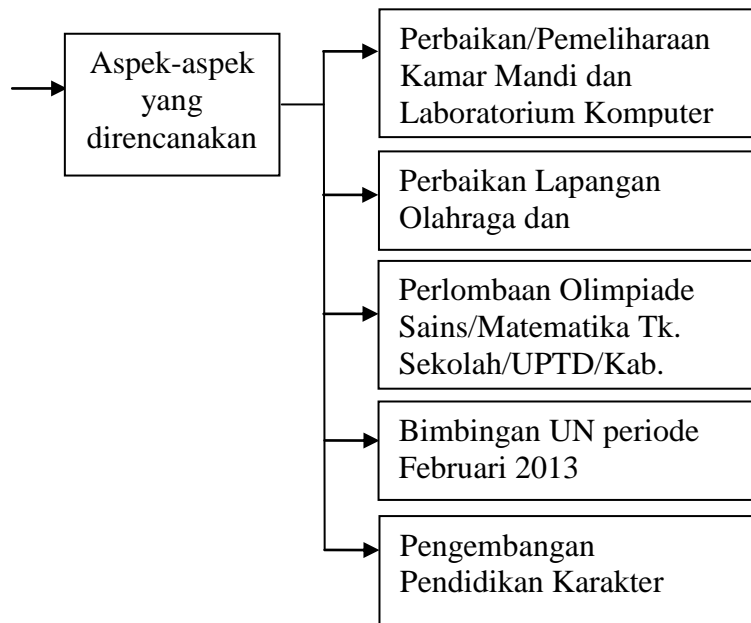 Aspek-aspek
yang
direncanakan
Perbaikan/Pemeliharaan
Kamar Mandi dan
Laboratorium Komputer
Perbaikan Lapangan
Olahraga dan
Perlombaan Olimpiade
Sains/Matematika Tk.
Sekolah/UPTD/Kab.
Bimbingan UN periode
Februari 2013
Pengembangan
Pendidikan Karakter